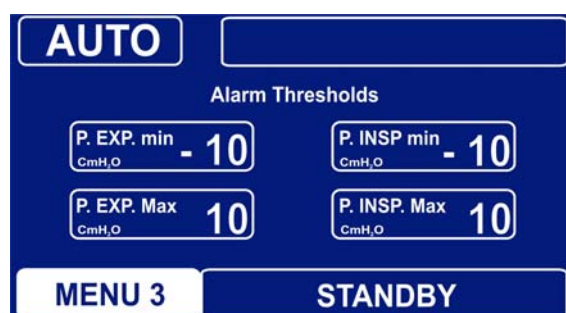 AUTO
Alarm Thresholds
P. EXP. min - 10 P. INSP min - 10
CmH₂O CmH₂O
P. EXP. Max 10 P. INSP. Max 10
CmH₂O CmH₂O
MENU 3 STANDBY